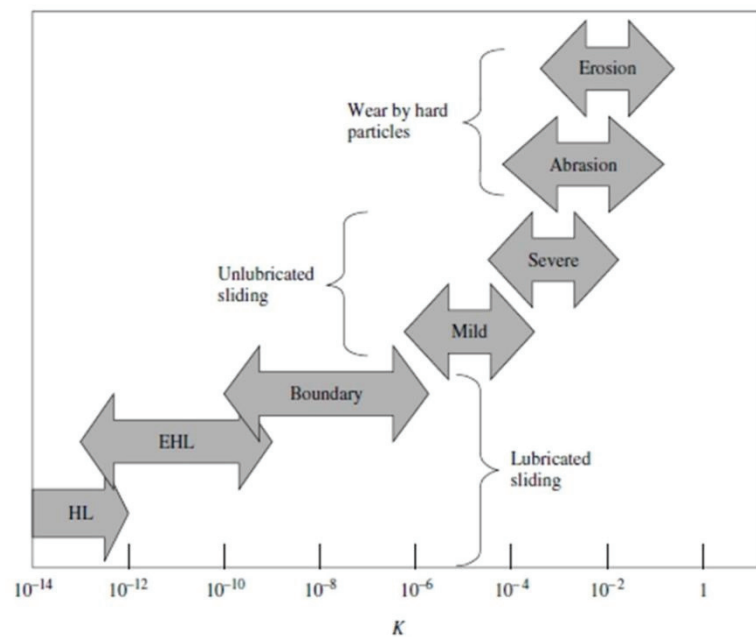 Erosion
Wear by hard
particles
Abrasion
Severe
Unlubricated
sliding
Mild
Boundary
EHL
Lubricated
sliding
HL
10⁻¹⁴ 10⁻¹² 10⁻¹⁰ 10⁻⁸ 10⁻⁶ 10⁻⁴ 10⁻² 1
K